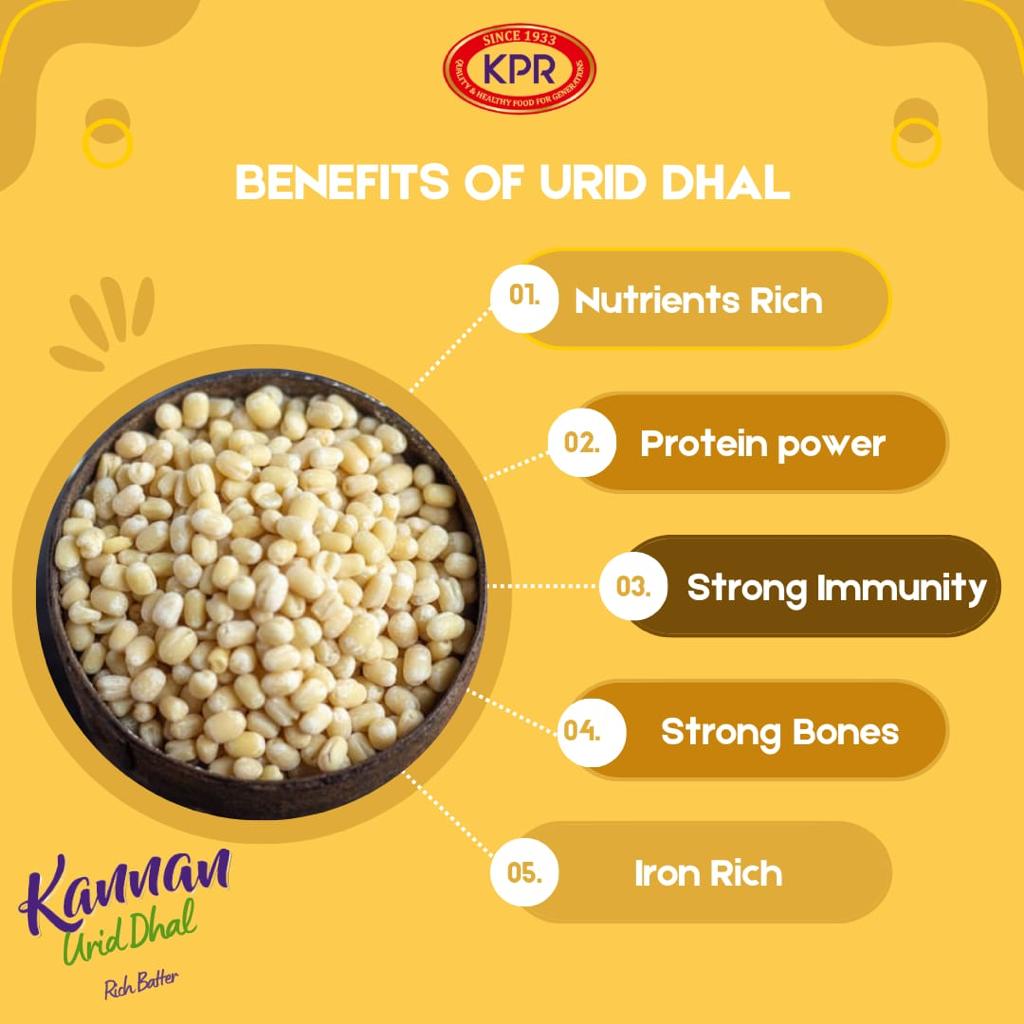 SINCE 1933
KPR
QUALITY & HEALTHY FOOD FOR GENERATIONS
BENEFITS OF URID DHAL
01.
Nutrients Rich
02.
Protein power
03.
Strong Immunity
04.
Strong Bones
05.
Iron Rich
Kannan
Urid Dhal
Rich Batter